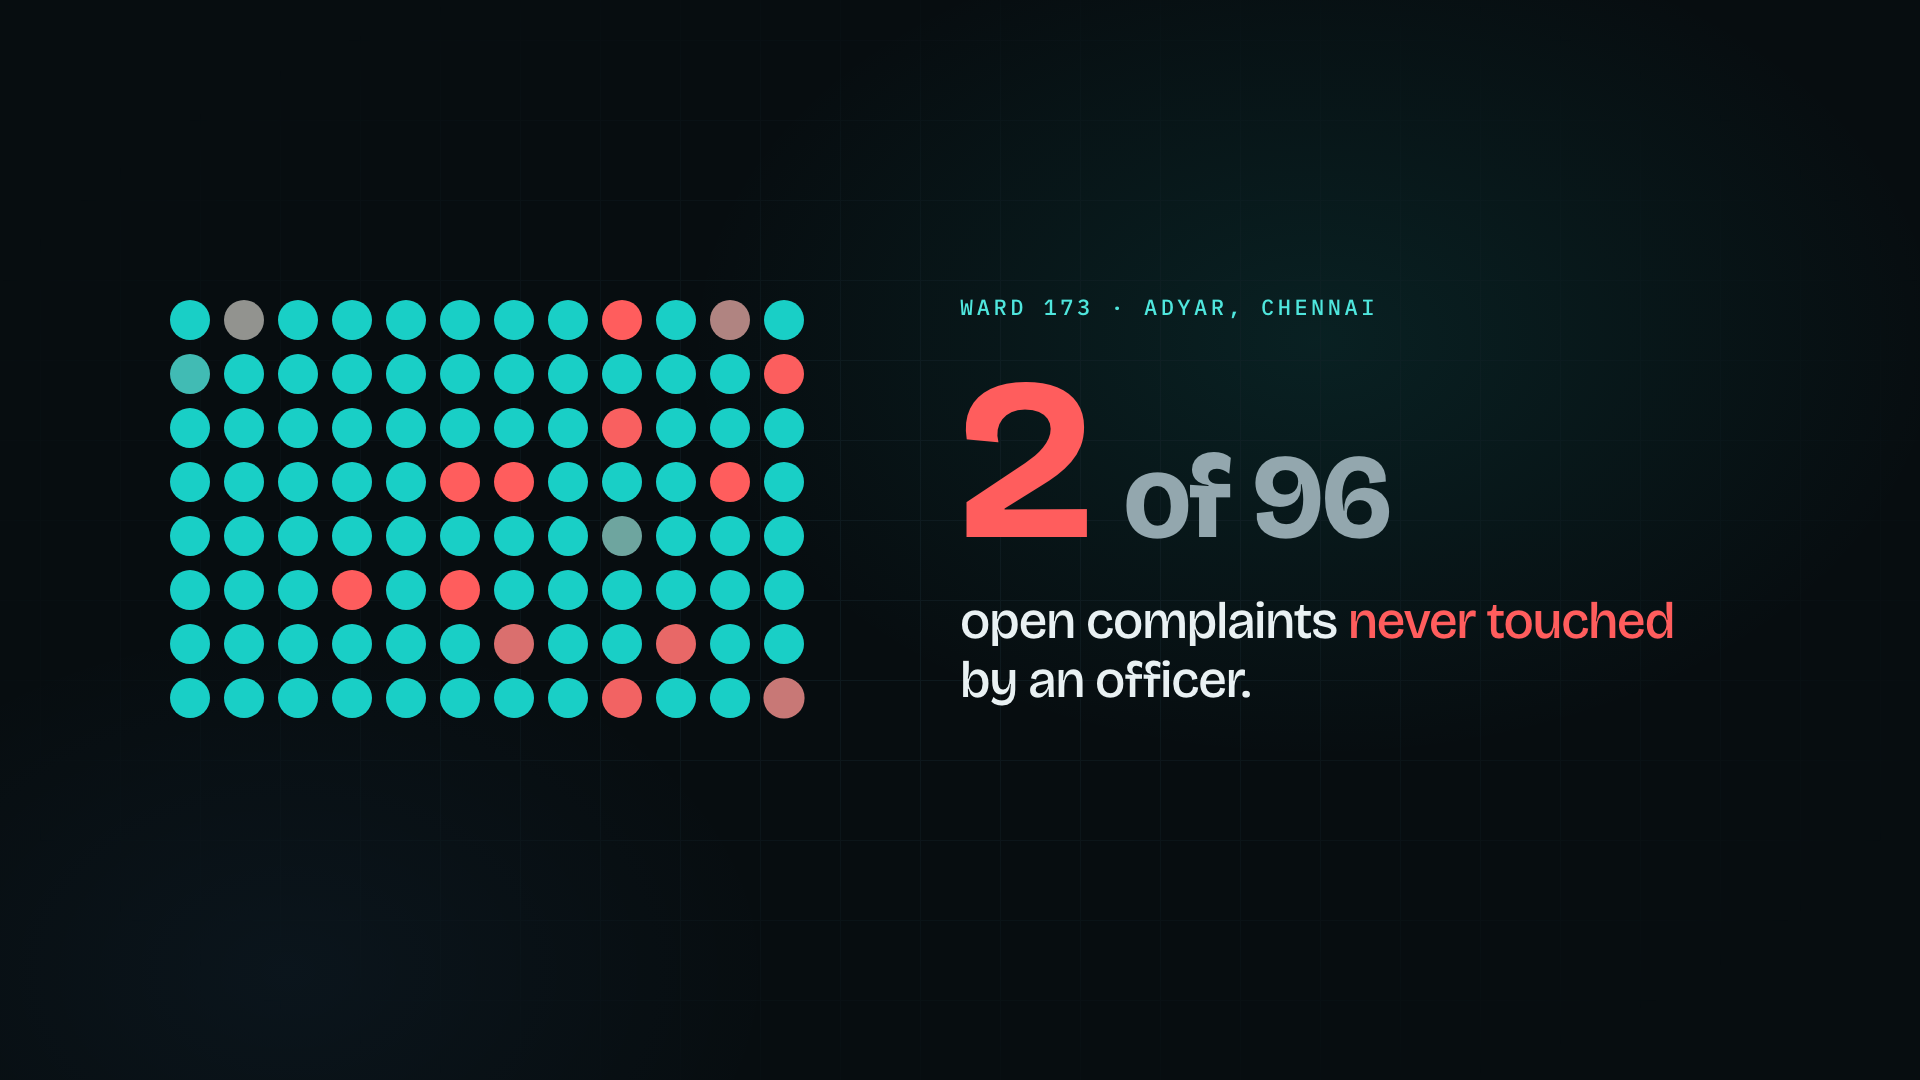 WARD 173 · ADYAR, CHENNAI
2 of 96
open complaints never touched
by an officer.